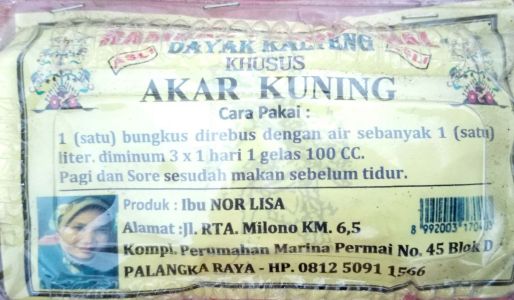 ASLI
DAYAK KALTENG
ASLI
KHUSUS
AKAR KUNING
Cara Pakai :
1 (satu) bungkus direbus dengan air sebanyak 1 (satu)
liter. diminum 3 x 1 hari 1 gelas 100 CC.
Pagi dan Sore sesudah makan sebelum tidur.
Produk : Ibu NOR LISA
Alamat :Jl. RTA. Milono KM. 6,5
Kompl. Perumahan Marina Permai No. 45 Blok D
PALANGKA RAYA - HP. 0812 5091 1566